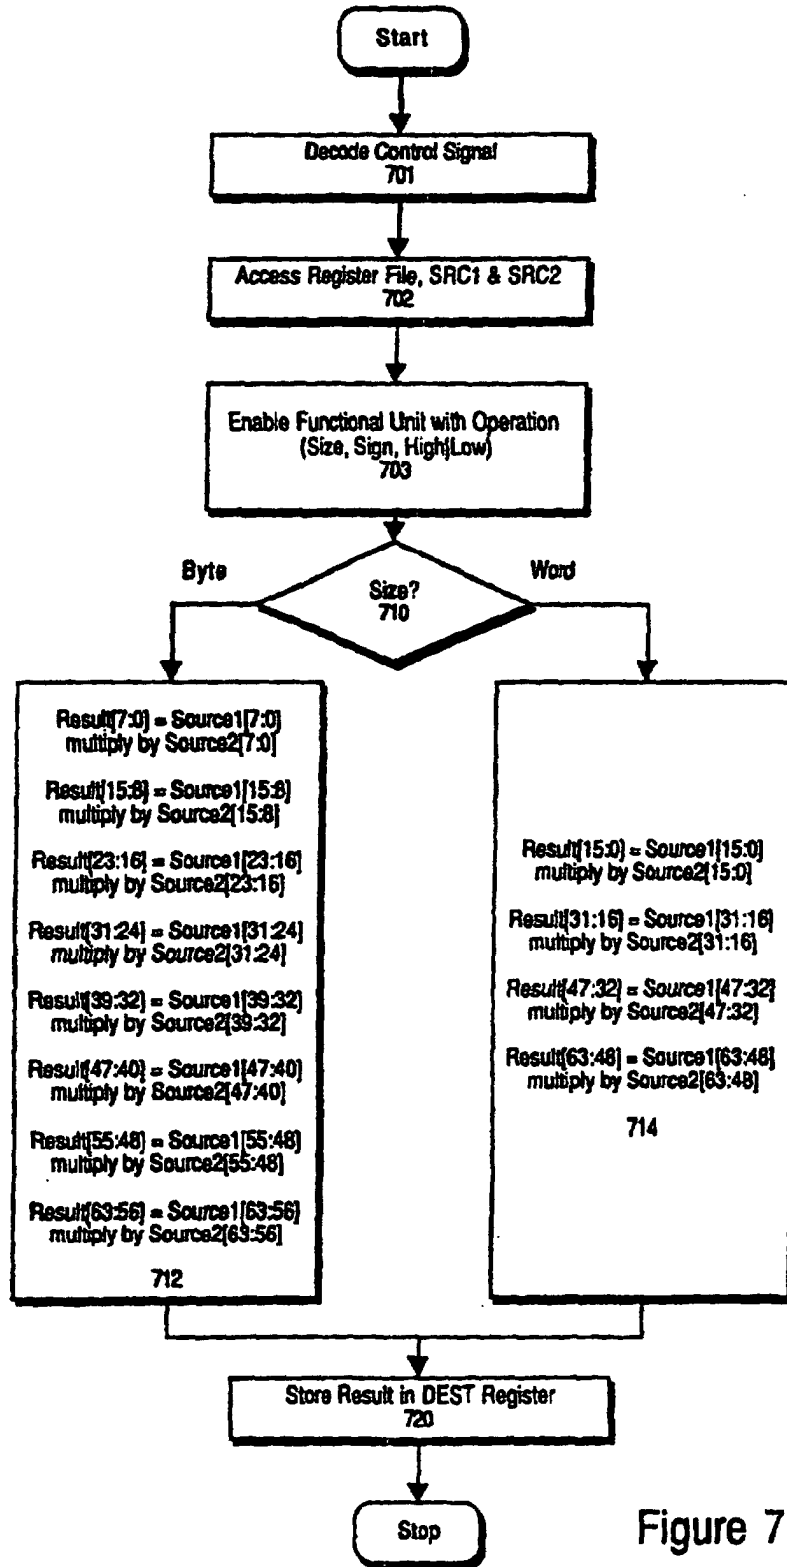 Start
Decode Control Signal
701
Access Register File, SRC1 & SRC2
702
Enable Functional Unit with Operation
(Size, Sign, High/Low)
703
Byte
Size?
710
Word
Result[7:0] = Source1[7:0]
multiply by Source2[7:0]
Result[15:8] = Source1[15:8]
multiply by Source2[15:8]
Result[23:16] = Source1[23:16]
multiply by Source2[23:16]
Result[31:24] = Source1[31:24]
multiply by Source2[31:24]
Result[39:32] = Source1[39:32]
multiply by Source2[39:32]
Result[47:40] = Source1[47:40]
multiply by Source2[47:40]
Result[55:48] = Source1[55:48]
multiply by Source2[55:48]
Result[63:56] = Source1[63:56]
multiply by Source2[63:56]
712
Result[15:0] = Source1[15:0]
multiply by Source2[15:0]
Result[31:16] = Source1[31:16]
multiply by Source2[31:16]
Result[47:32] = Source1[47:32]
multiply by Source2[47:32]
Result[63:48] = Source1[63:48]
multiply by Source2[63:48]
714
Store Result in DEST Register
720
Stop
Figure 7